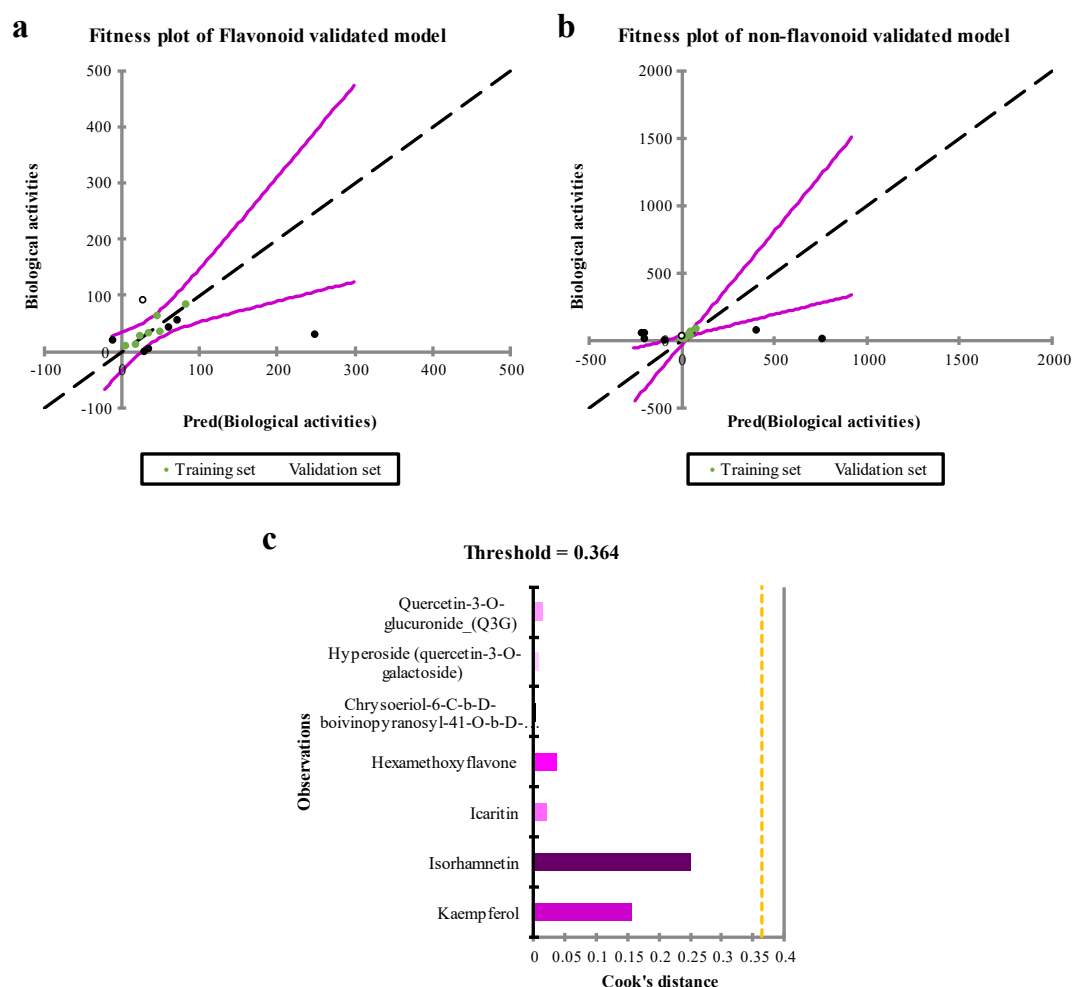 a
Fitness plot of Flavonoid validated model
500
400
300
200
100
0
-100
-100
0
100
200
300
400
500
Biological activities
Pred(Biological activities)
Training set
Validation set
b
Fitness plot of non-flavonoid validated model
2000
1500
1000
500
0
-500
-500
0
500
1000
1500
2000
Biological activities
Pred(Biological activities)
Training set
Validation set
c
Threshold = 0.364
Observations
Quercetin-3-O-
glucuronide_(Q3G)
Hyperoside (quercetin-3-O-
galactoside)
Chrysoeriol-6-C-b-D-
boivinopyranosyl-41-O-b-D-…
Hexamethoxyflavone
Icaritin
Isorhamnetin
Kaempferol
0
0.05
0.1
0.15
0.2
0.25
0.3
0.35
0.4
Cook's distance